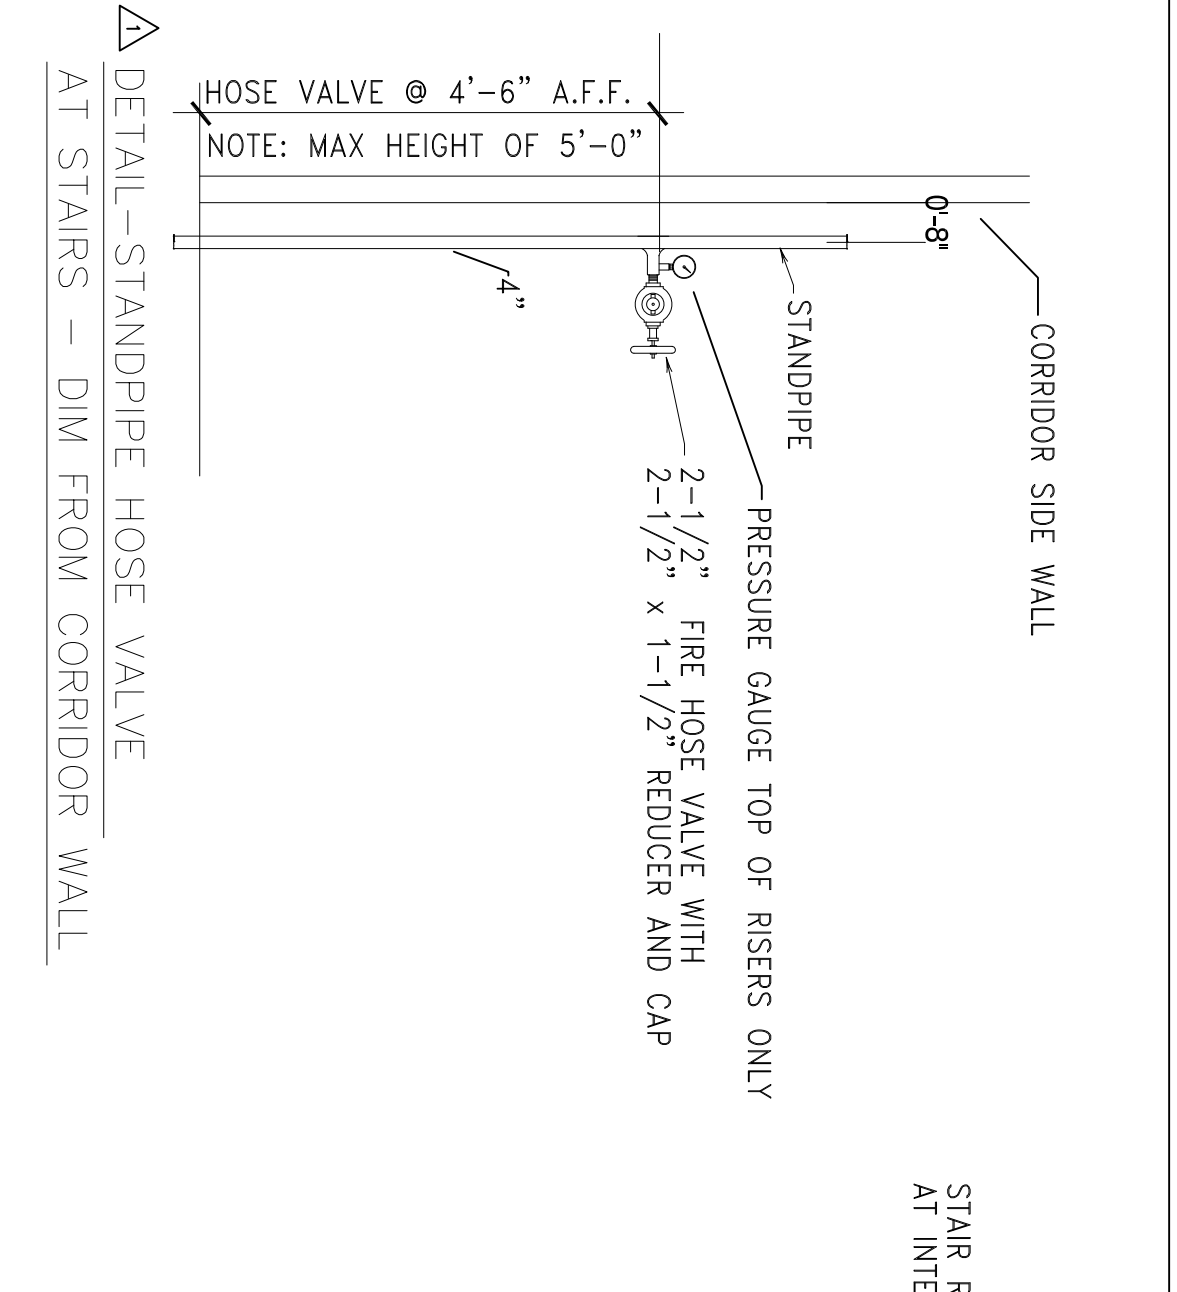 HOSE VALVE @ 4'-6" A.F.F.
NOTE: MAX HEIGHT OF 5'-0"
0'-8"
CORRIDOR SIDE WALL
STANDPIPE
4"
PRESSURE GAUGE TOP OF RISERS ONLY
2-1/2" FIRE HOSE VALVE WITH
2-1/2" x 1-1/2" REDUCER AND CAP
1
DETAIL-STANDPIPE HOSE VALVE
AT STAIRS - DIM FROM CORRIDOR WALL
STAIR
AT